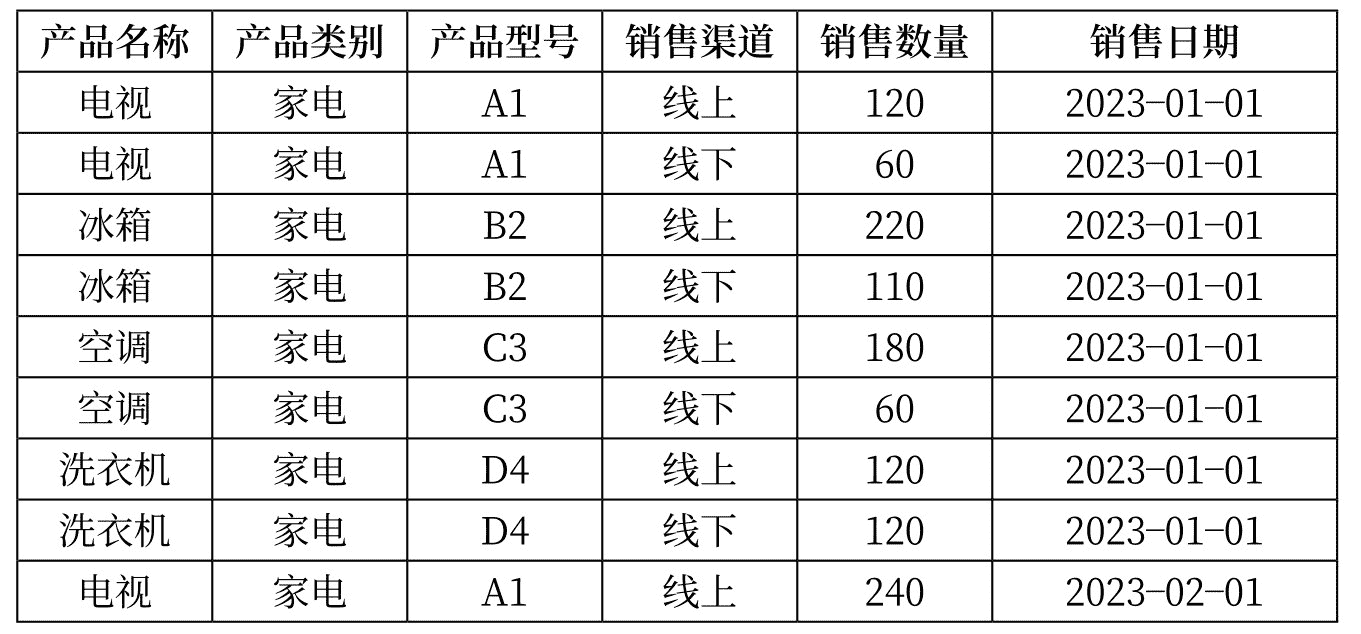 产品名称 产品类别 产品型号 销售渠道 销售数量 销售日期
电视 家电 A1 线上 120 2023-01-01
电视 家电 A1 线下 60 2023-01-01
冰箱 家电 B2 线上 220 2023-01-01
冰箱 家电 B2 线下 110 2023-01-01
空调 家电 C3 线上 180 2023-01-01
空调 家电 C3 线下 60 2023-01-01
洗衣机 家电 D4 线上 120 2023-01-01
洗衣机 家电 D4 线下 120 2023-01-01
电视 家电 A1 线上 240 2023-02-01